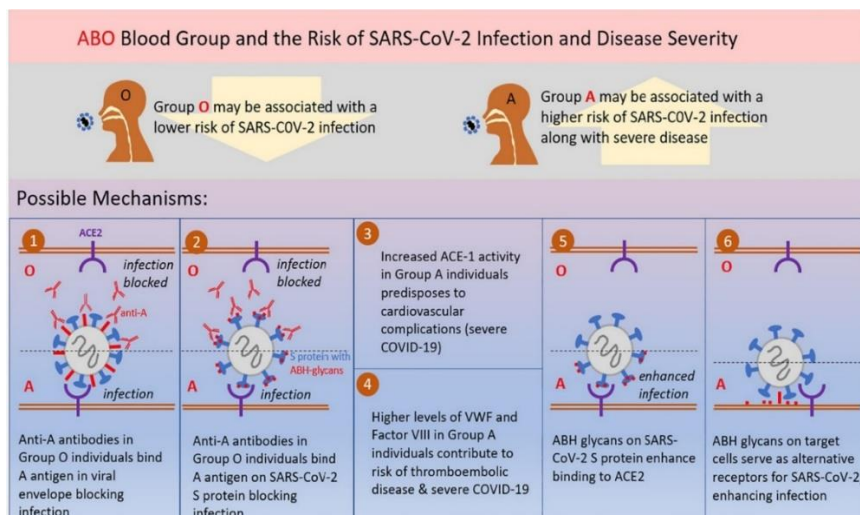 ABO Blood Group and the Risk of SARS-CoV-2 Infection and Disease Severity
O
Group O may be associated with a
lower risk of SARS-C0V-2 infection
A
Group A may be associated with a
higher risk of SARS-C0V-2 infection
along with severe disease
Possible Mechanisms:
1
ACE2
O
infection
blocked
anti-A
A
infection
Anti-A antibodies in
Group O individuals bind
A antigen in viral
envelope blocking
infection
2
O
infection
blocked
S protein with
ABH-glycans
A
infection
Anti-A antibodies in
Group O individuals bind
A antigen on SARS-CoV-2
S protein blocking
infection
3
Increased ACE-1 activity
in Group A individuals
predisposes to
cardiovascular
complications (severe
COVID-19)
4
Higher levels of VWF and
Factor VIII in Group A
individuals contribute to
risk of thromboembolic
disease & severe COVID-19
5
O
A
enhanced
infection
ABH glycans on SARS-
CoV-2 S protein enhance
binding to ACE2
6
O
A
ABH glycans on target
cells serve as alternative
receptors for SARS-CoV-2
enhancing infection